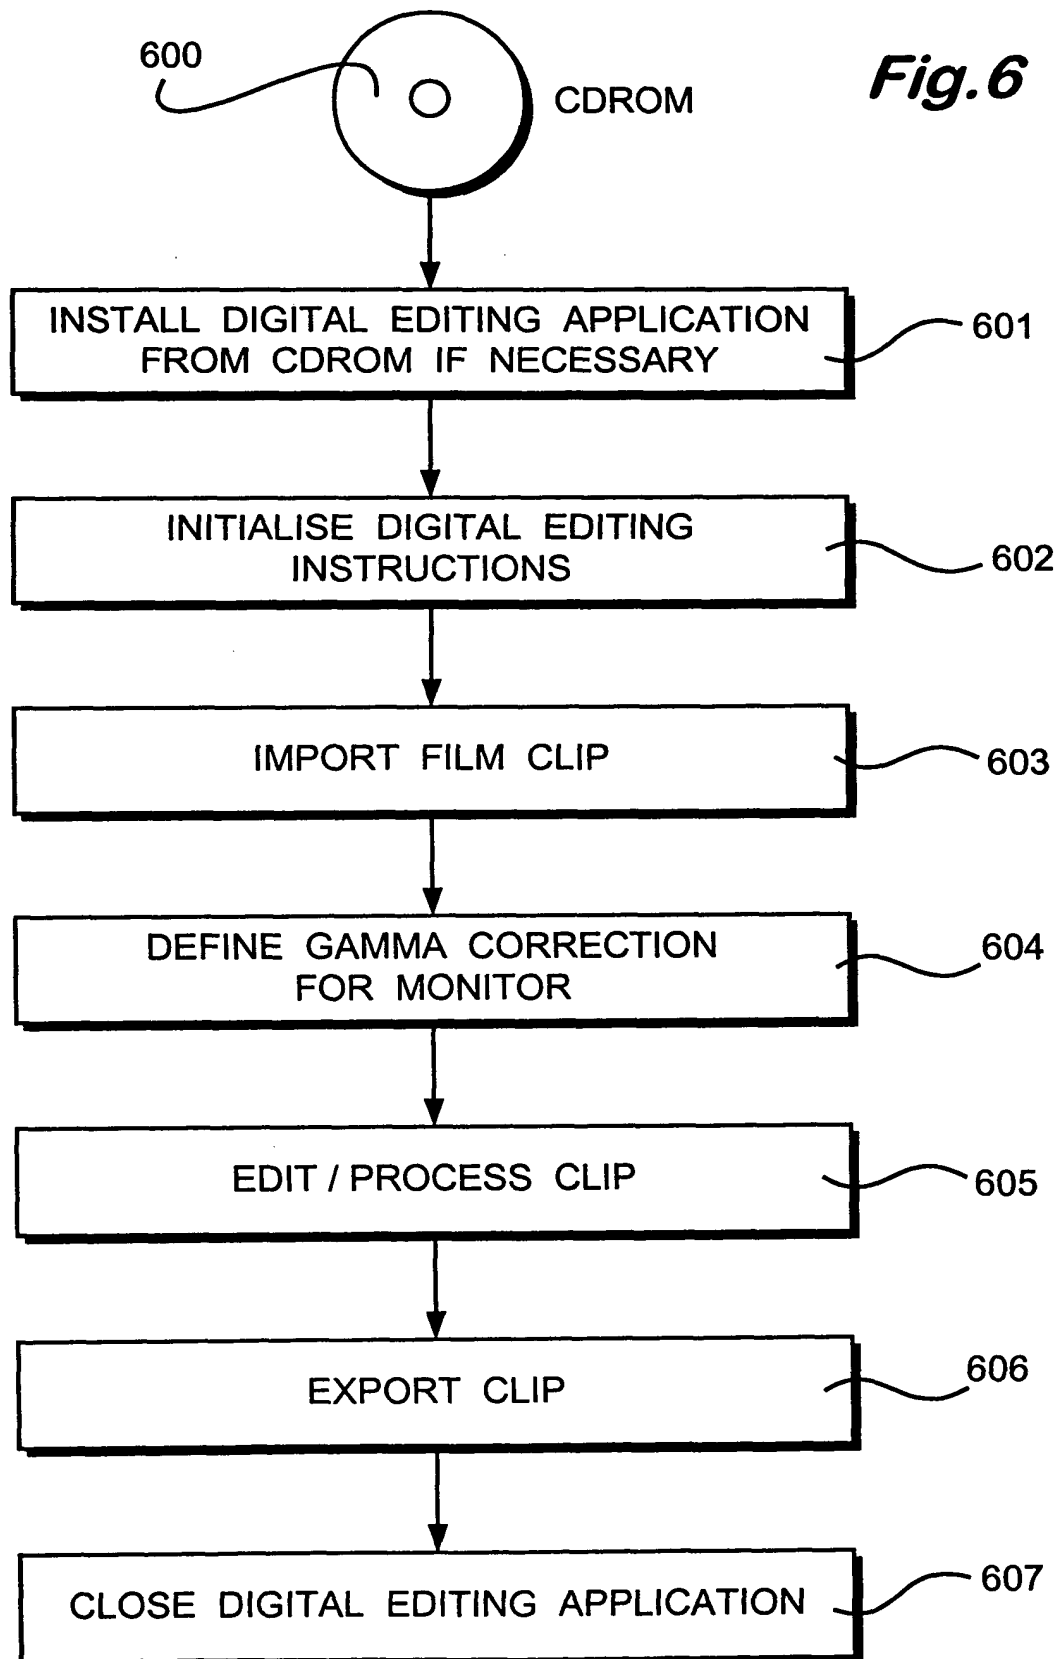 600
CDROM
Fig.6
INSTALL DIGITAL EDITING APPLICATION
FROM CDROM IF NECESSARY
601
INITIALISE DIGITAL EDITING
INSTRUCTIONS
602
IMPORT FILM CLIP
603
DEFINE GAMMA CORRECTION
FOR MONITOR
604
EDIT / PROCESS CLIP
605
EXPORT CLIP
606
CLOSE DIGITAL EDITING APPLICATION
607